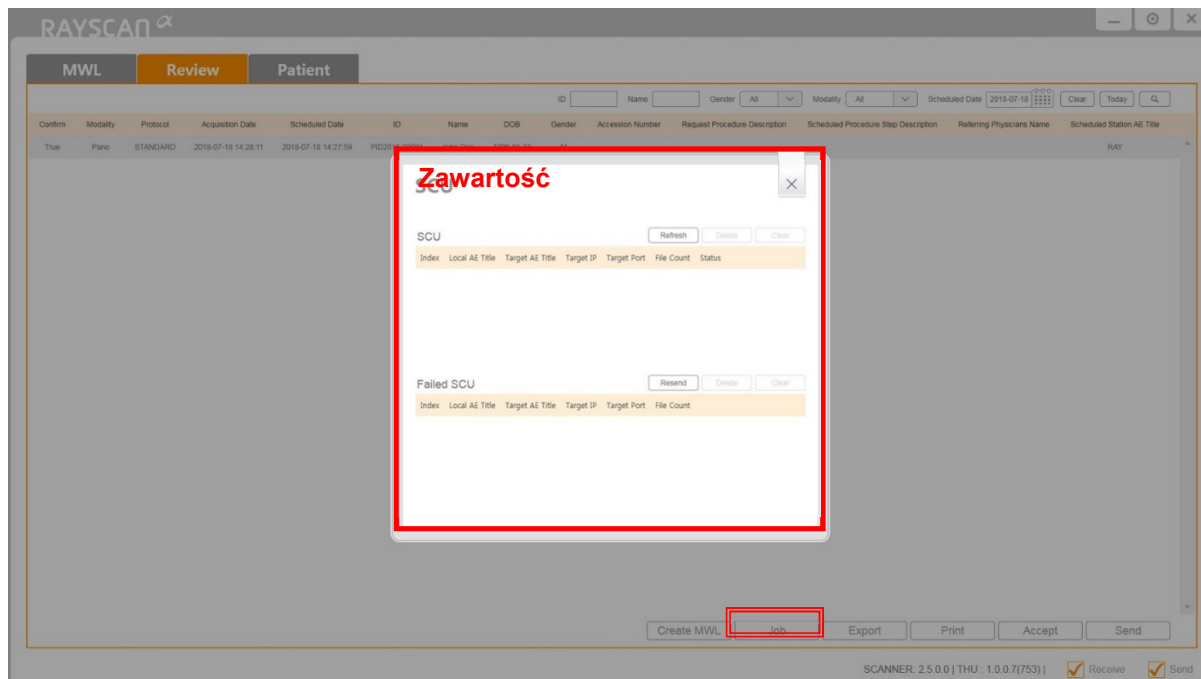 RAYSCAN α
MWL Review Patient
ID Name Gender All Modality All Scheduled Date 2018-07-18 Clear Today
Confirm Modality Protocol Acquisition Date Scheduled Date ID Name DOB Gender Accession Number Request Procedure Description Scheduled Procedure Step Description Referring Physicians Name Scheduled Station AE Title
True Pano STANDARD 2018-07-18 14:28:11 2018-07-18 14:27:59 RAY
Zawartość
SCU
SCU Refresh Delete Clear
Index Local AE Title Target AE Title Target IP Target Port File Count Status
Failed SCU Resend Delete Clear
Index Local AE Title Target AE Title Target IP Target Port File Count
Create MWL Job Export Print Accept Send
SCANNER: 2.5.0.0 | THU : 1.0.0.7(753) | Receive Send